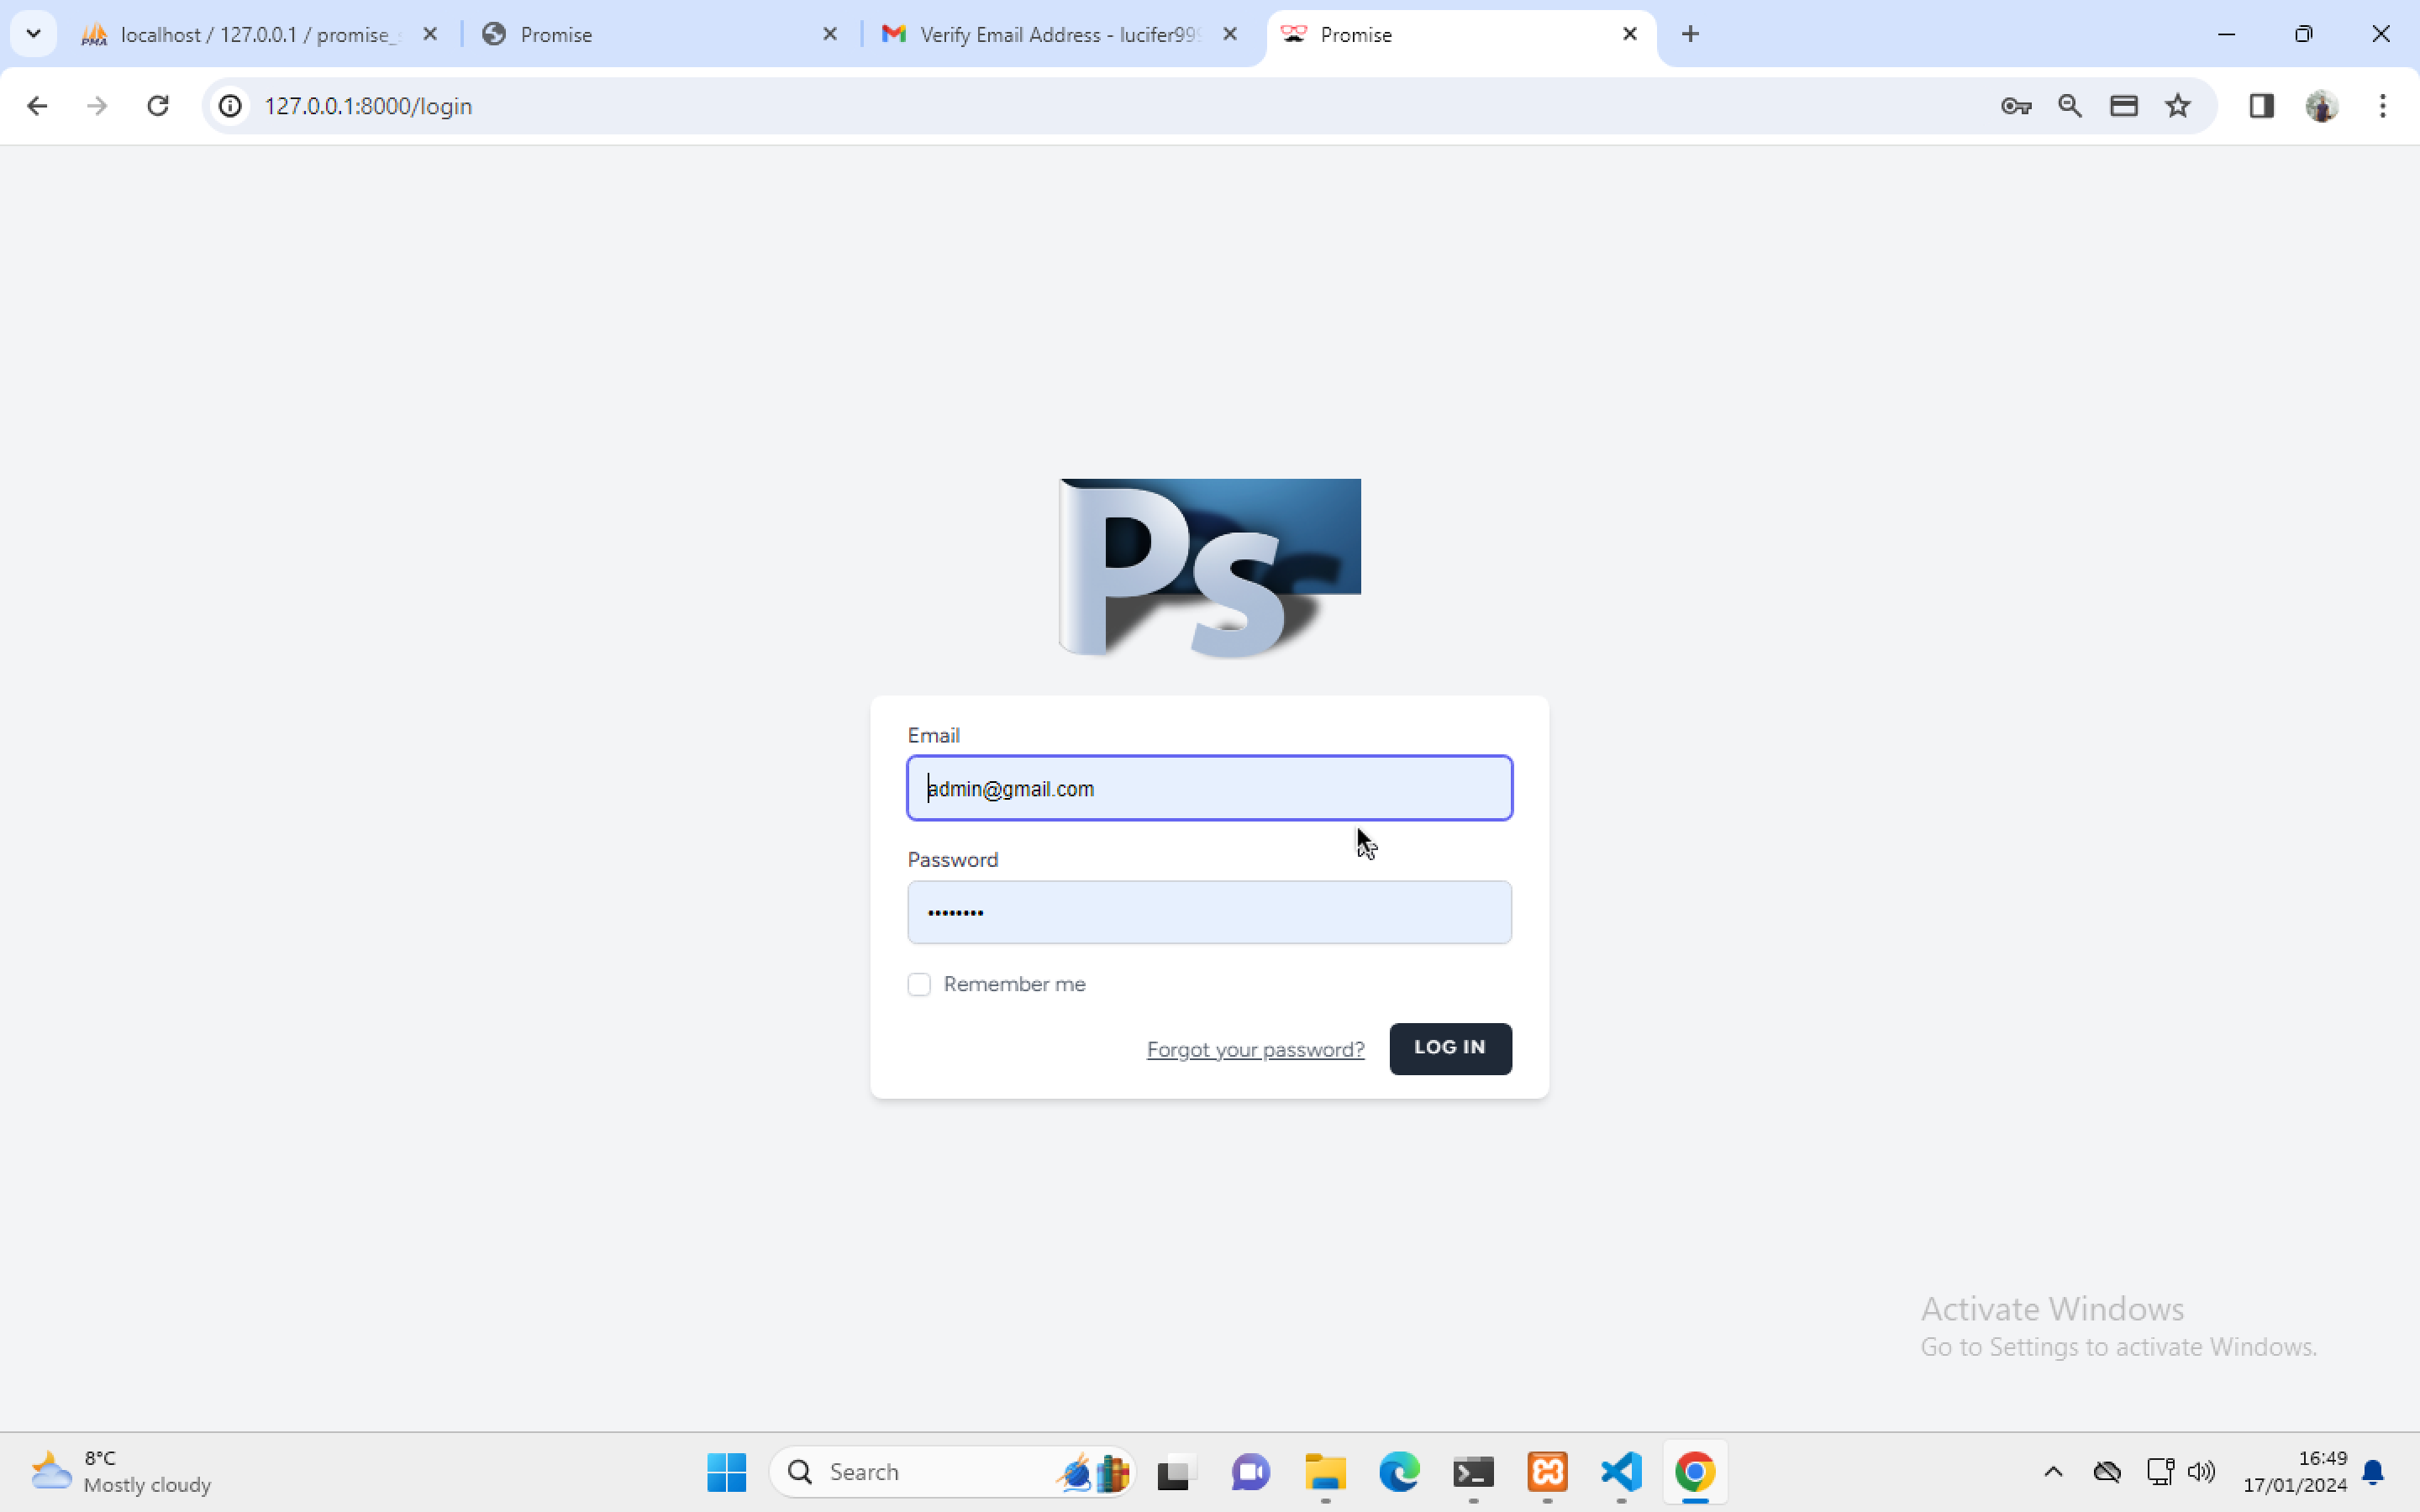 localhost / 127.0.0.1 / promise_
Promise
Verify Email Address - lucifer999
Promise
127.0.0.1:8000/login
Ps
Email
admin@gmail.com
Password
••••••••
Remember me
Forgot your password?
LOG IN
Activate Windows
Go to Settings to activate Windows.
8°C
Mostly cloudy
Search
16:49
17/01/2024